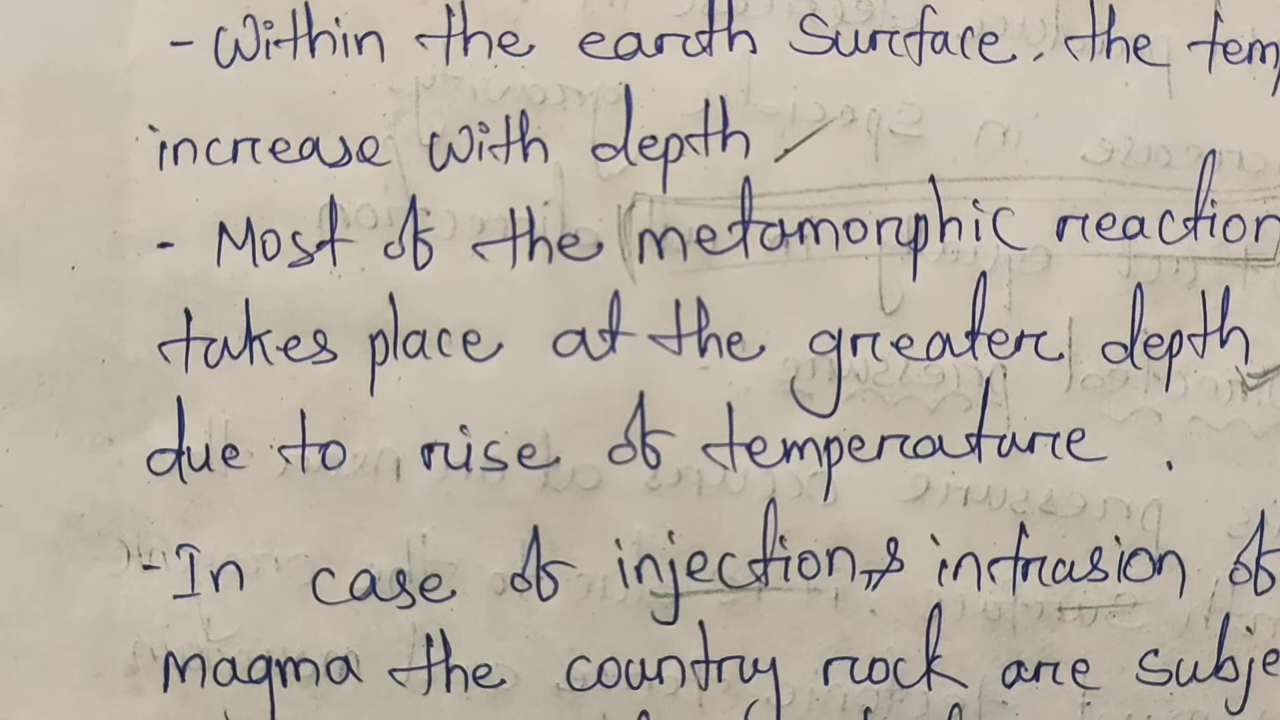 - Within the earth surface. the tem
increase with depth
- Most of the metamorphic reaction
takes place at the greater depth
due to rise of temperature.
- In case of injection & intrusion of
magma the country rock are subje